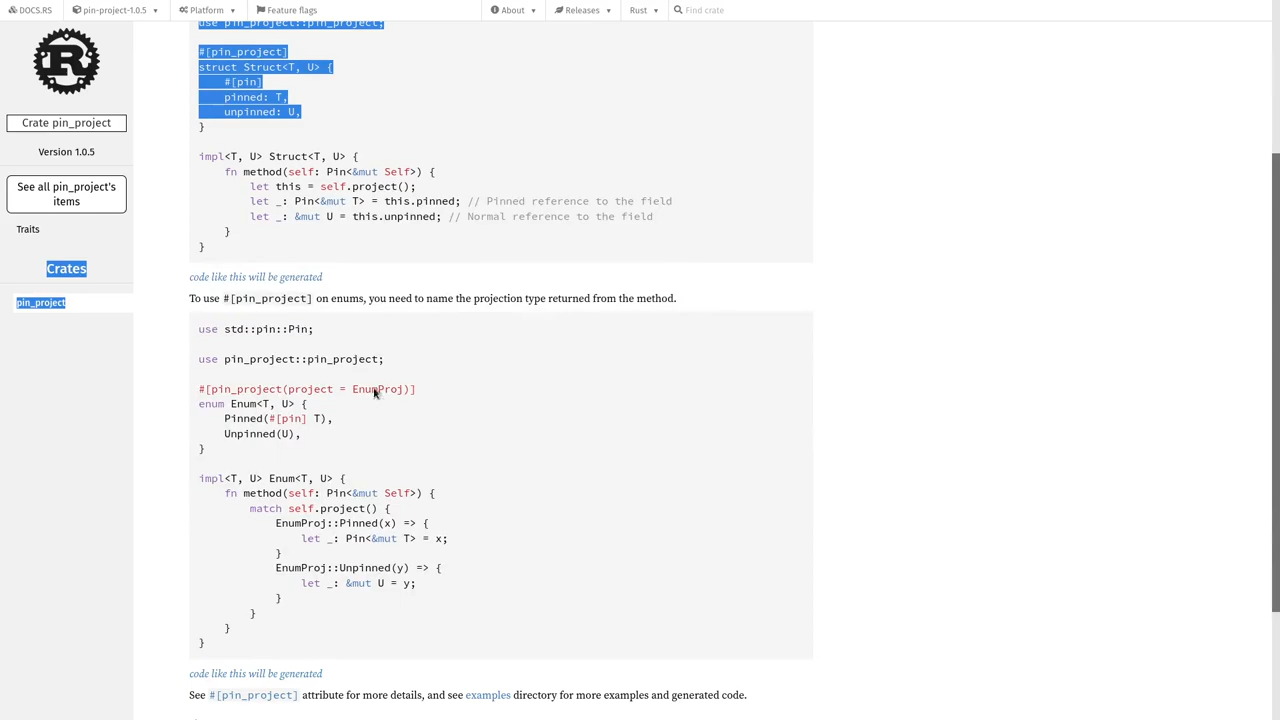 DOCS.RS
pin-project-1.0.5
Platform
Feature flags
About
Releases
Rust
Find crate
Crate pin_project
Version 1.0.5
See all pin_project's
items
Traits
Crates
pin_project
use pin_project::pin_project;
#[pin_project]
struct Struct<T, U> {
    #[pin]
    pinned: T,
    unpinned: U,
}
impl<T, U> Struct<T, U> {
    fn method(self: Pin<&mut Self>) {
        let this = self.project();
        let _: Pin<&mut T> = this.pinned; // Pinned reference to the field
        let _: &mut U = this.unpinned; // Normal reference to the field
    }
}
code like this will be generated
To use #[pin_project] on enums, you need to name the projection type returned from the method.
use std::pin::Pin;
use pin_project::pin_project;
#[pin_project(project = EnumProj)]
enum Enum<T, U> {
    Pinned(#[pin] T),
    Unpinned(U),
}
impl<T, U> Enum<T, U> {
    fn method(self: Pin<&mut Self>) {
        match self.project() {
            EnumProj::Pinned(x) => {
                let _: Pin<&mut T> = x;
            }
            EnumProj::Unpinned(y) => {
                let _: &mut U = y;
            }
        }
    }
}
code like this will be generated
See #[pin_project] attribute for more details, and see examples directory for more examples and generated code.